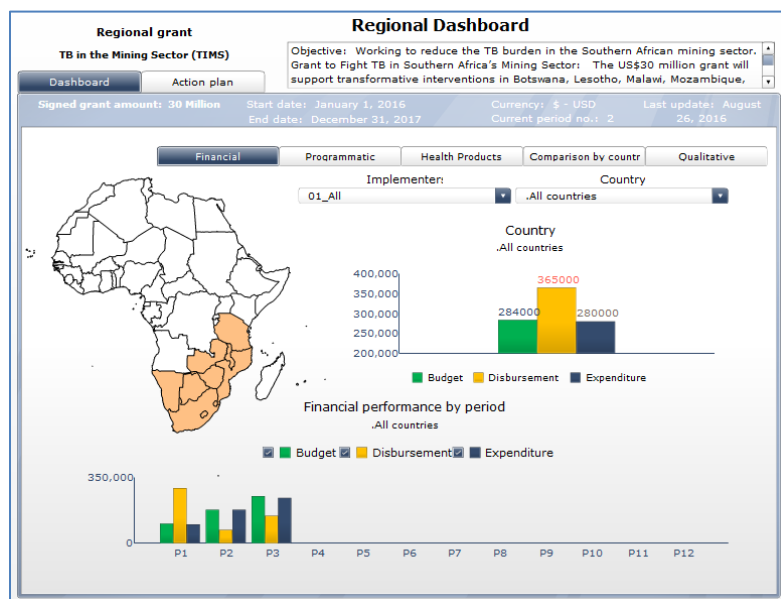 Regional grant
Regional Dashboard
TB in the Mining Sector (TIMS)
Objective: Working to reduce the TB burden in the Southern African mining sector.
Grant to Fight TB in Southern Africa's Mining Sector: The US$30 million grant will
support transformative interventions in Botswana, Lesotho, Malawi, Mozambique,
Dashboard
Action plan
Signed grant amount: 30 Million
Start date: January 1, 2016
End date: December 31, 2017
Currency: $ - USD
Current period no.: 2
Last update: August
26, 2016
Financial
Programmatic
Health Products
Comparison by countr
Qualitative
Implementer:
Country
01_All
.All countries
Country
.All countries
400,000
350,000
300,000
250,000
200,000
284000
365000
280000
Budget
Disbursement
Expenditure
Financial performance by period
.All countries
Budget
Disbursement
Expenditure
350,000
0
P1 P2 P3 P4 P5 P6 P7 P8 P9 P10 P11 P12